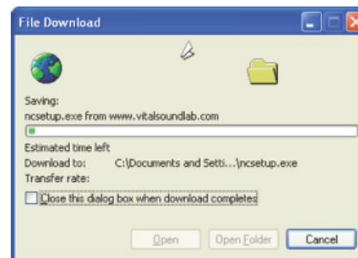 File Download
Saving:
ncsetup.exe from www.vitalsoundlab.com
Estimated time left
Download to: C:\Documents and Setti...\ncsetup.exe
Transfer rate:
Close this dialog box when download completes
Open Open Folder Cancel